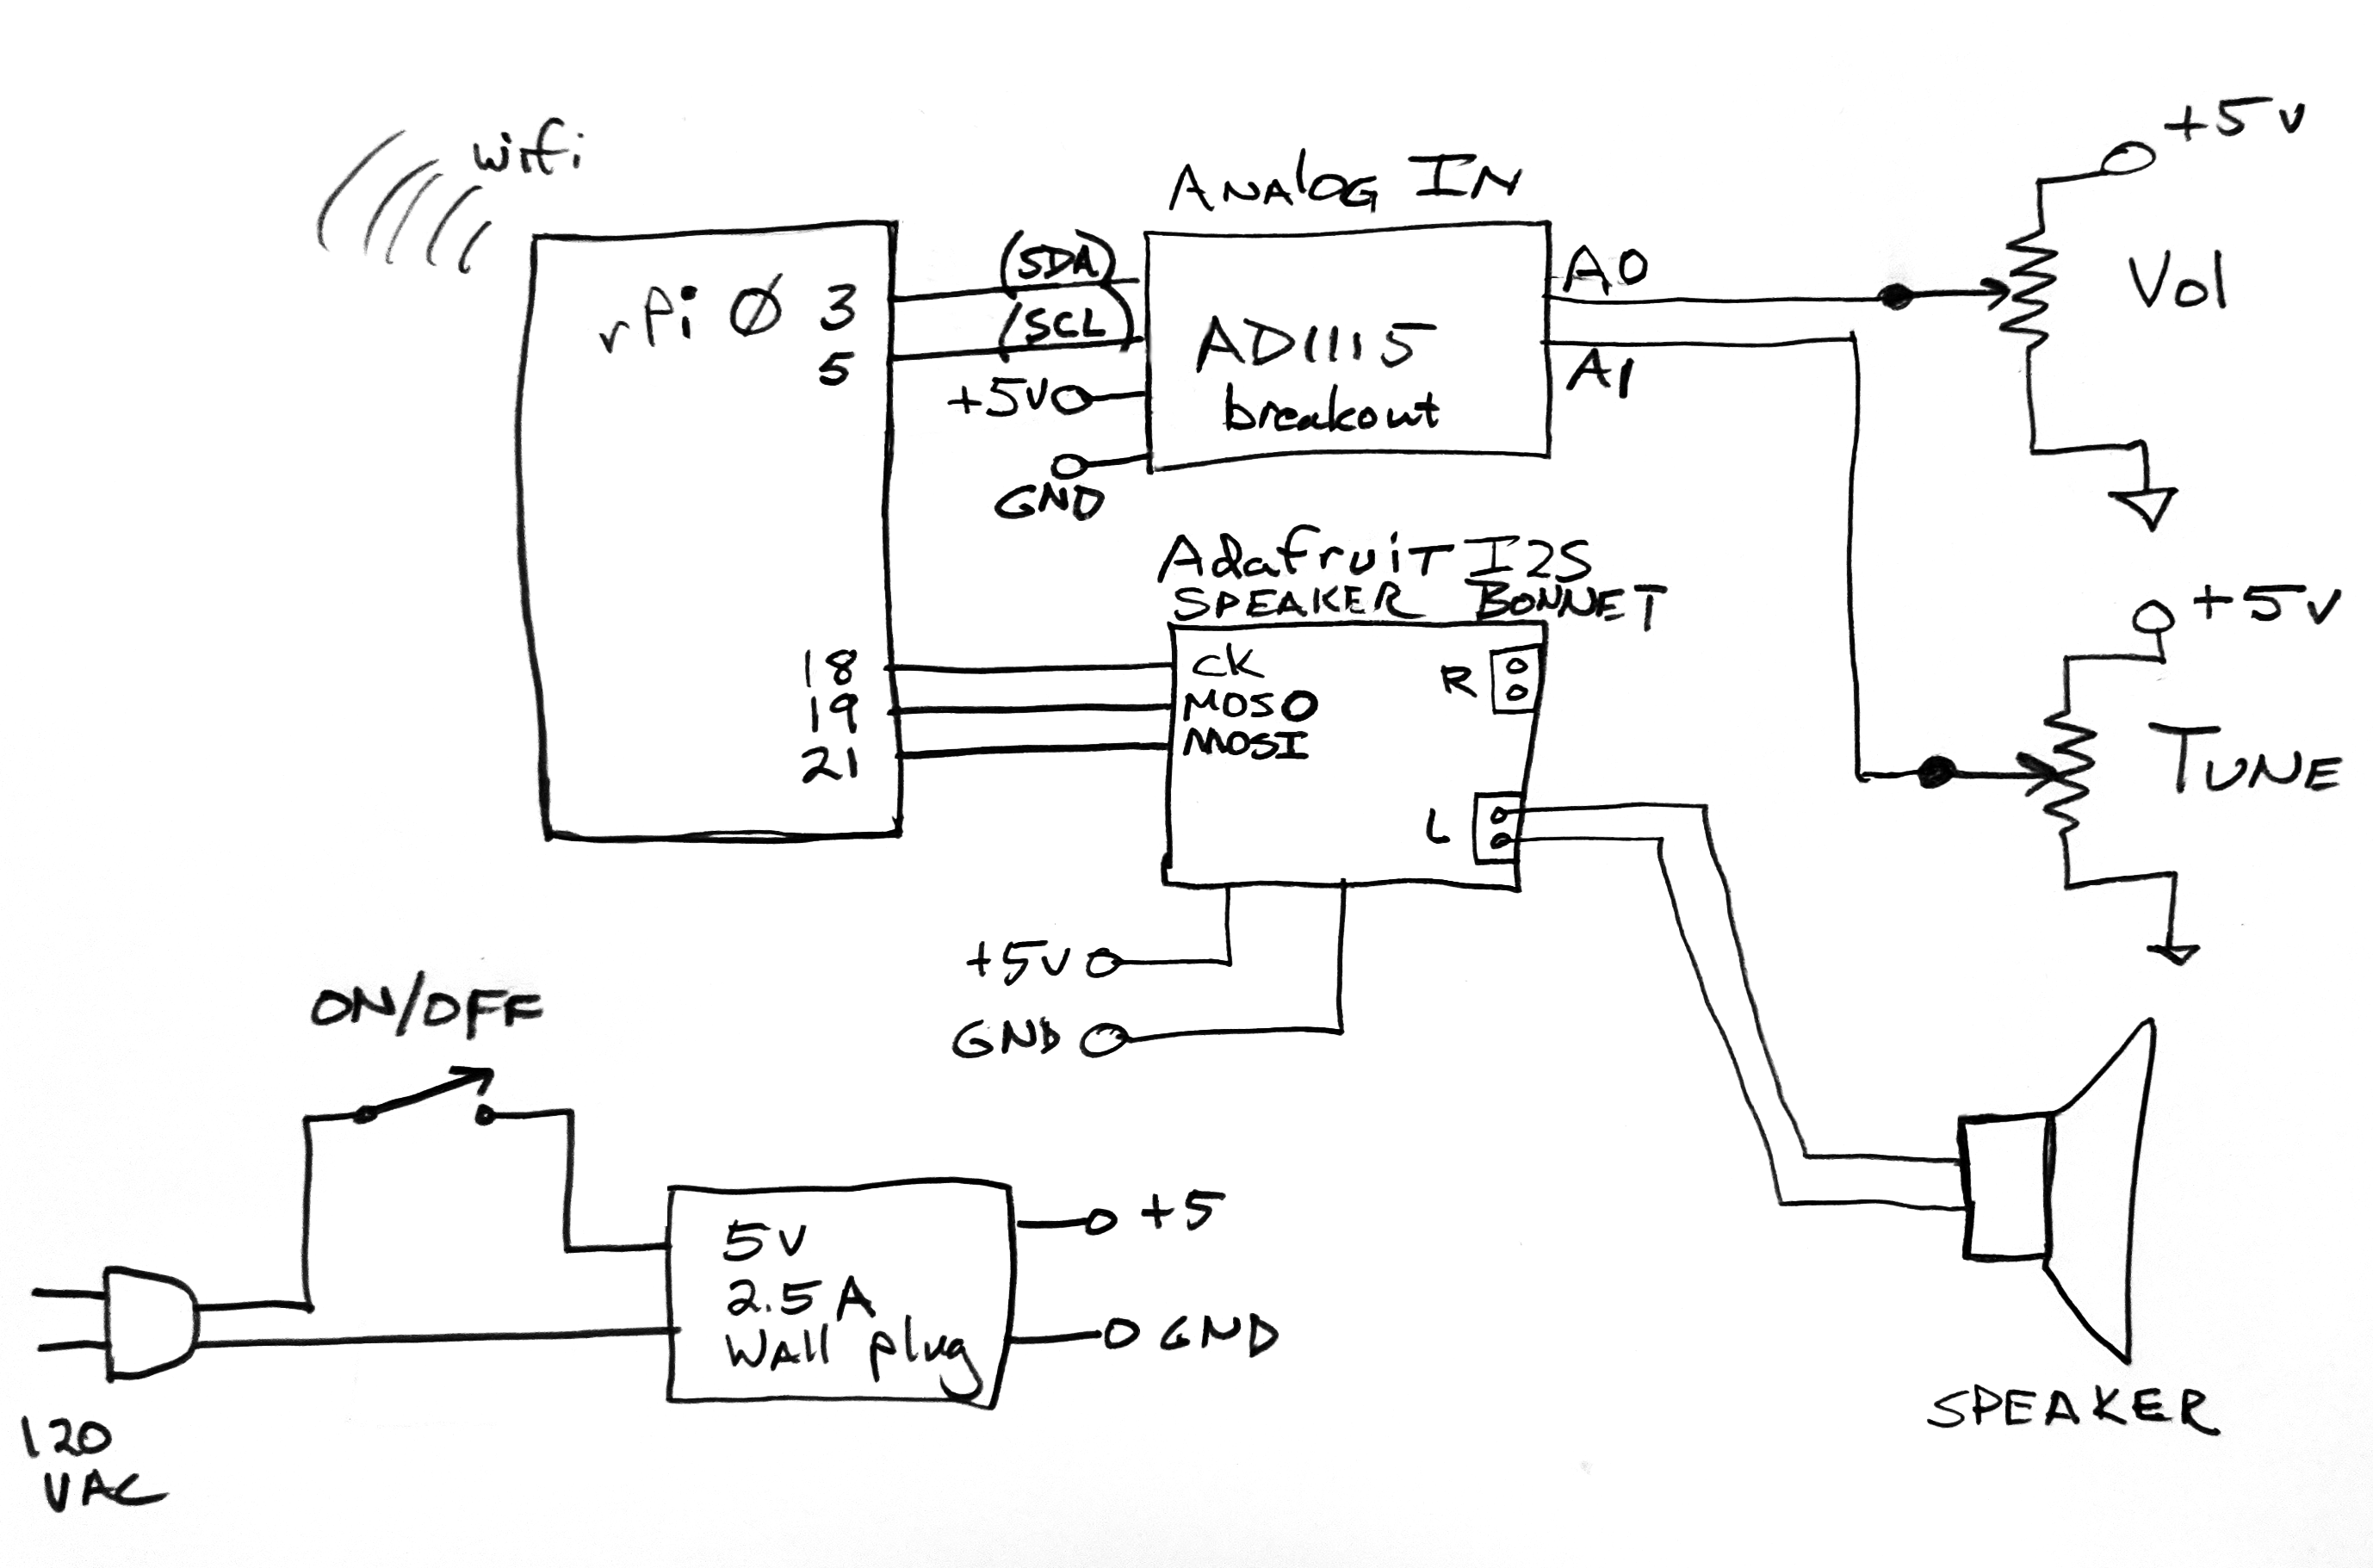 wifi
+5v
ANAlOG IN
rPi Ø 3
5
(SDA)
(SCL)
+5v
GND
AD1115
breakout
A0
A1
Vol
Adafruit I2S
SPEAKER BONNET
+5v
18
19
21
CK
MOSO
MOSI
R
L
TUNE
+5v
GND
ON/OFF
5v
2.5 A
WAll plug
+5
GND
120
VAC
SPEAKER